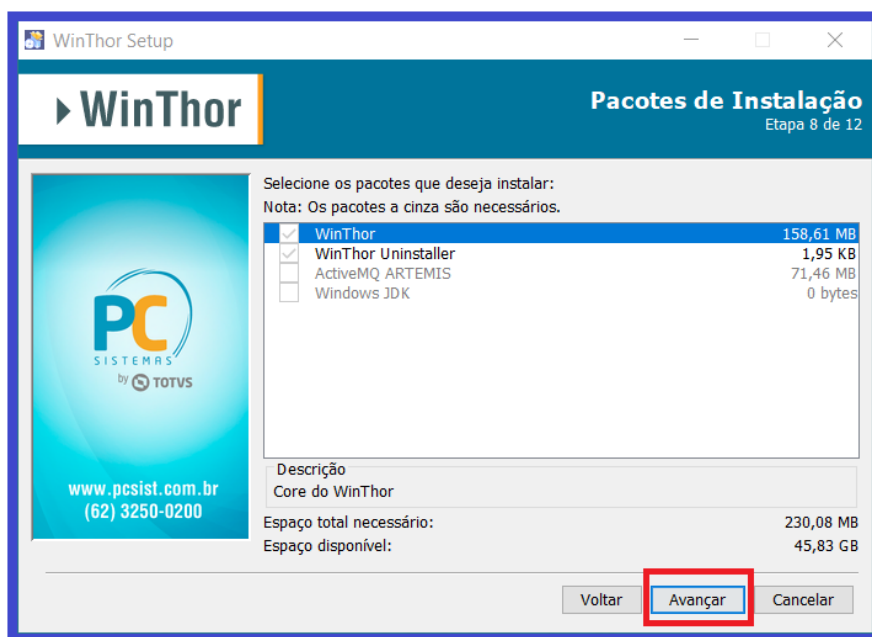 WinThor Setup
WinThor
Pacotes de Instalação
Etapa 8 de 12
Selecione os pacotes que deseja instalar:
Nota: Os pacotes a cinza são necessários.
WinThor 158,61 MB
WinThor Uninstaller 1,95 KB
ActiveMQ ARTEMIS 71,46 MB
Windows JDK 0 bytes
PC
SISTEMAS
by TOTVS
www.pcsist.com.br
(62) 3250-0200
Descrição
Core do WinThor
Espaço total necessário: 230,08 MB
Espaço disponível: 45,83 GB
Voltar Avançar Cancelar